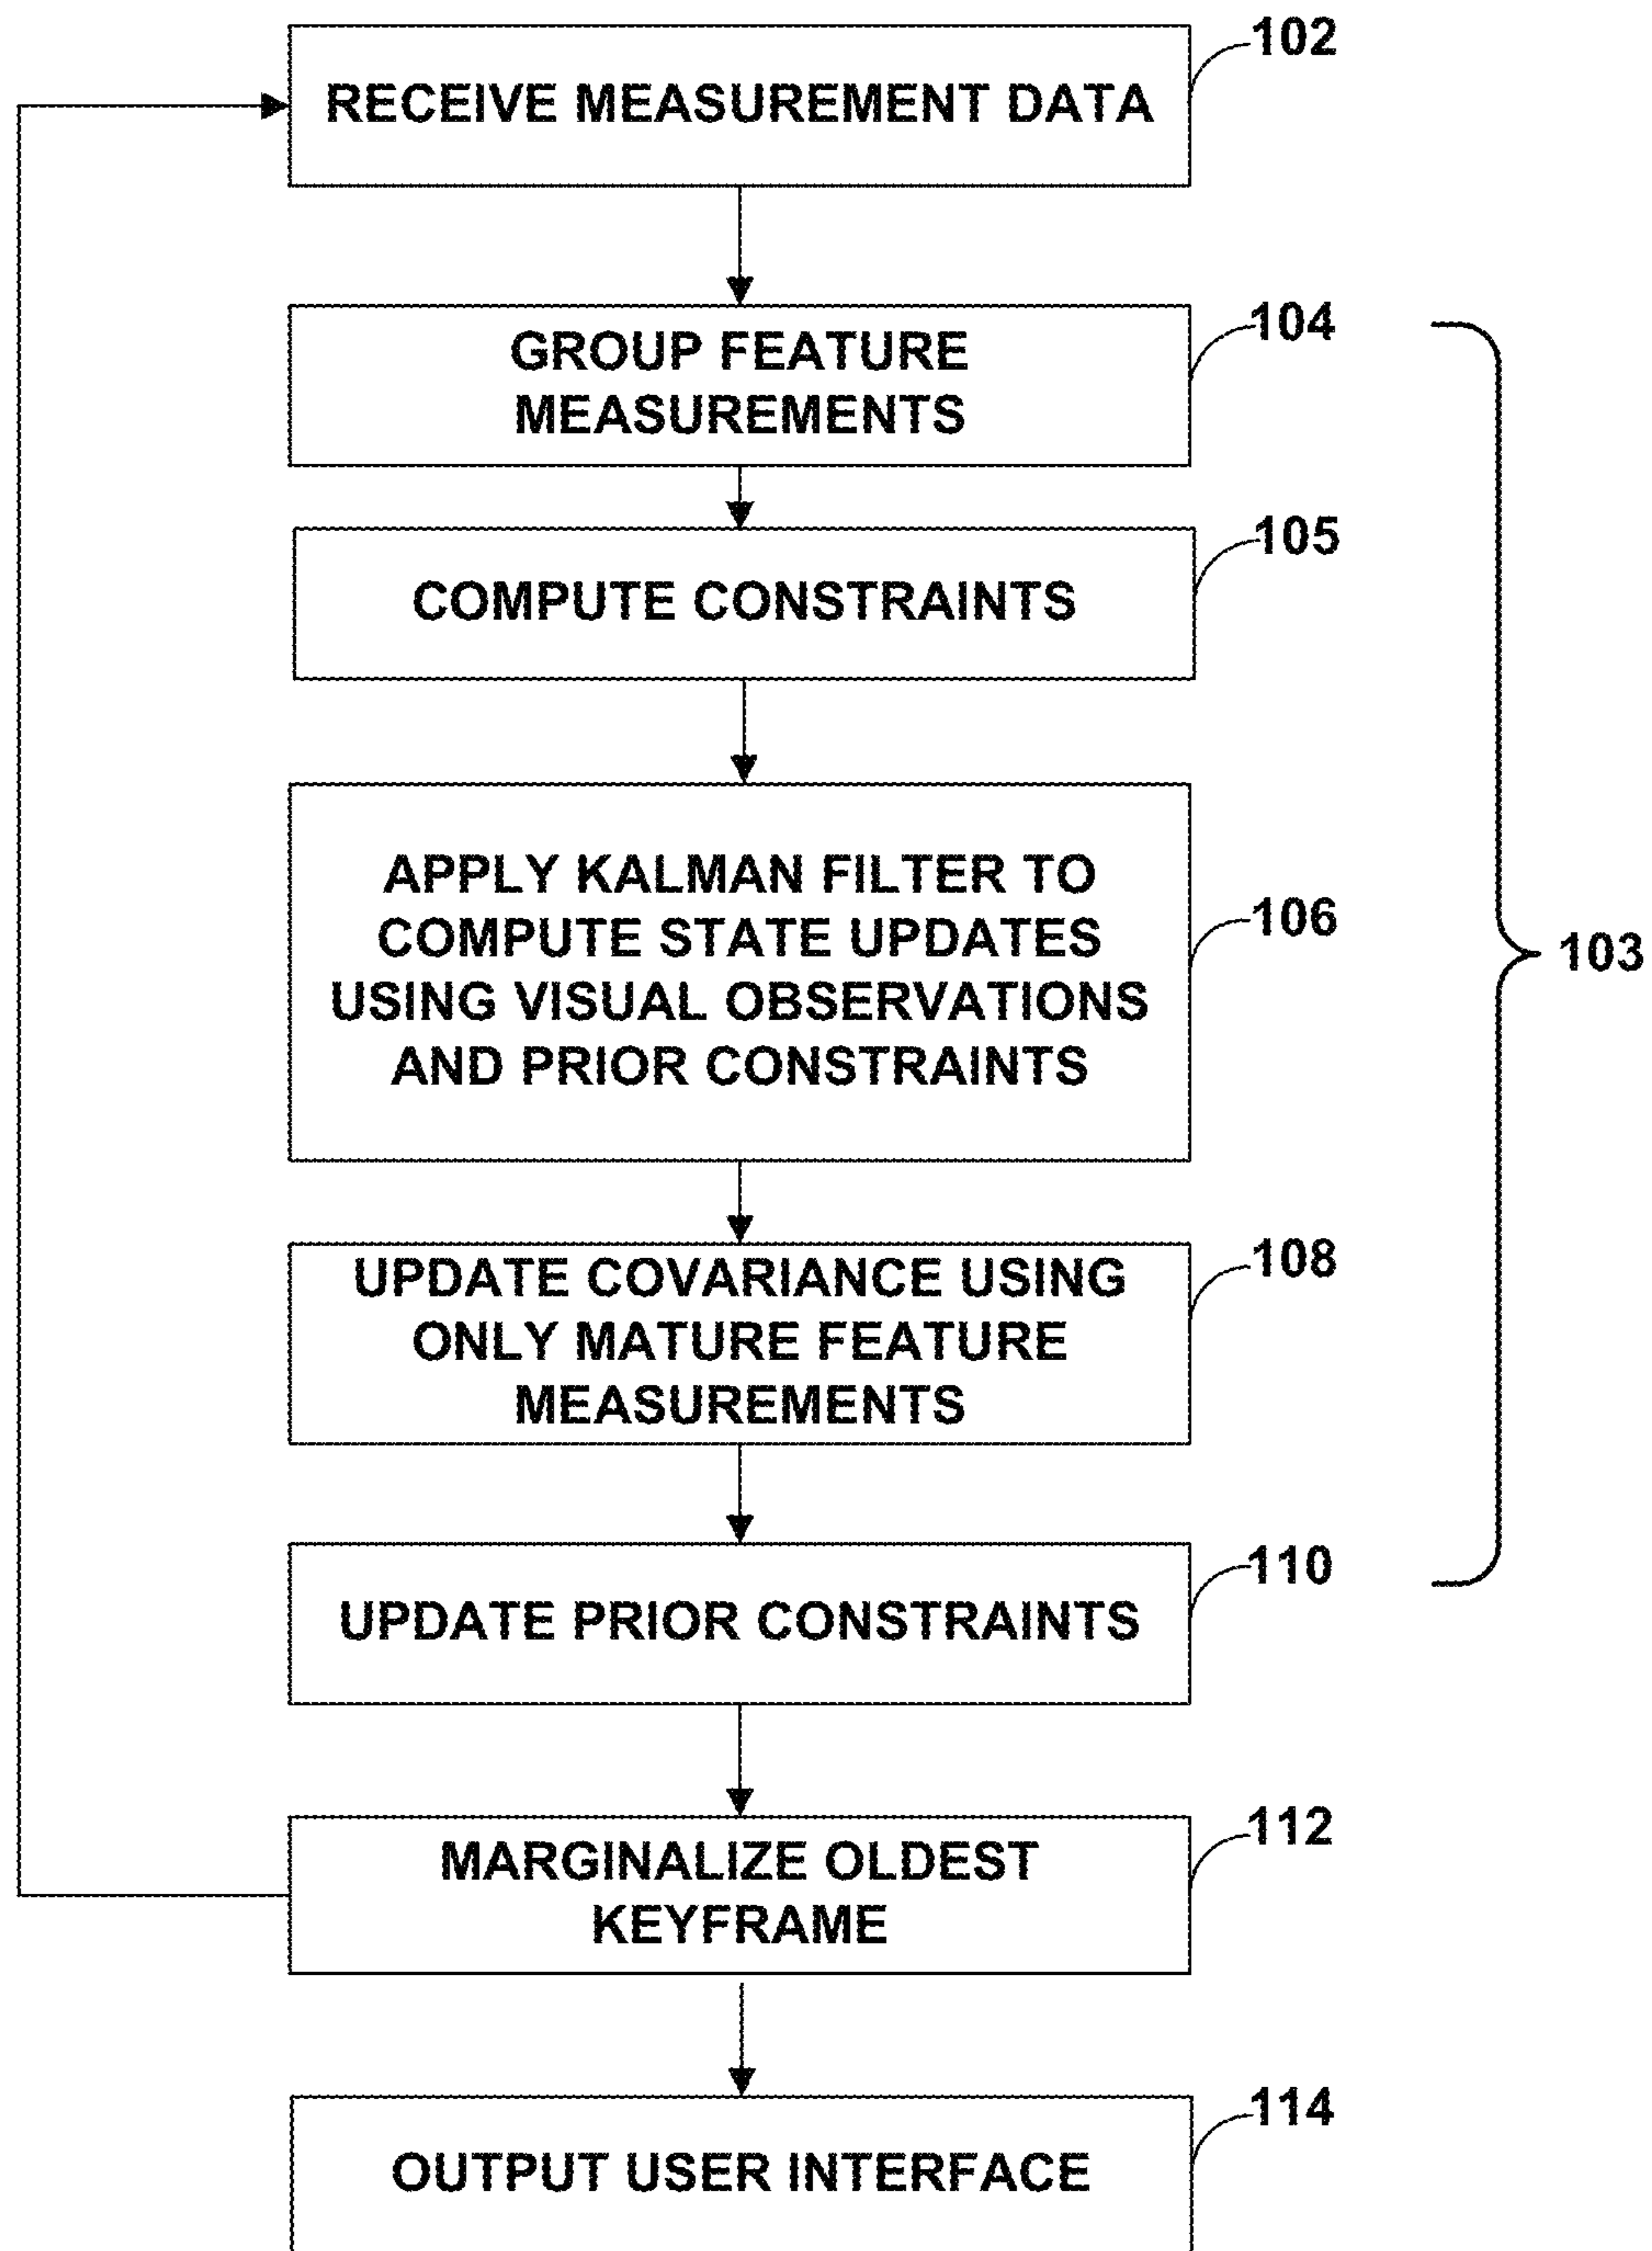 102
RECEIVE MEASUREMENT DATA
104
GROUP FEATURE
MEASUREMENTS
105
COMPUTE CONSTRAINTS
APPLY KALMAN FILTER TO
COMPUTE STATE UPDATES
USING VISUAL OBSERVATIONS
AND PRIOR CONSTRAINTS
106
103
108
UPDATE COVARIANCE USING
ONLY MATURE FEATURE
MEASUREMENTS
110
UPDATE PRIOR CONSTRAINTS
112
MARGINALIZE OLDEST
KEYFRAME
114
OUTPUT USER INTERFACE